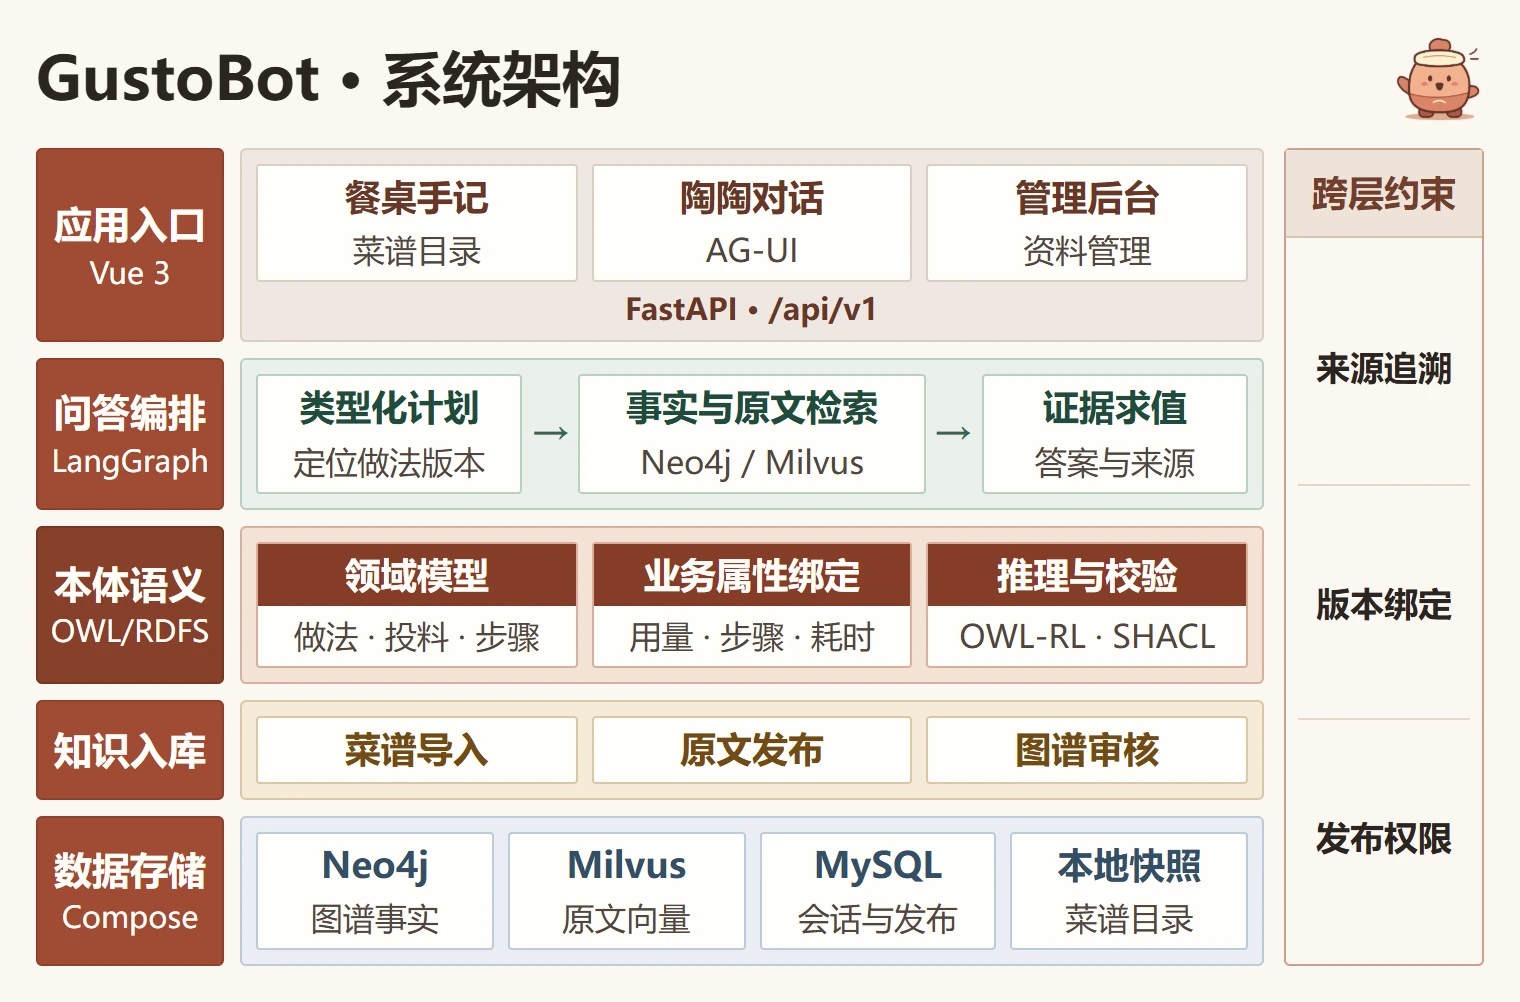 GustoBot • 系统架构
应用入口
Vue 3
餐桌手记
菜谱目录
陶陶对话
AG-UI
管理后台
资料管理
FastAPI • /api/v1
问答编排
LangGraph
类型化计划
定位做法版本
→
事实与原文检索
Neo4j / Milvus
→
证据求值
答案与来源
本体语义
OWL/RDFS
领域模型
做法 · 投料 · 步骤
业务属性绑定
用量 · 步骤 · 耗时
推理与校验
OWL-RL · SHACL
知识入库
菜谱导入
原文发布
图谱审核
数据存储
Compose
Neo4j
图谱事实
Milvus
原文向量
MySQL
会话与发布
本地快照
菜谱目录
跨层约束
来源追溯
版本绑定
发布权限